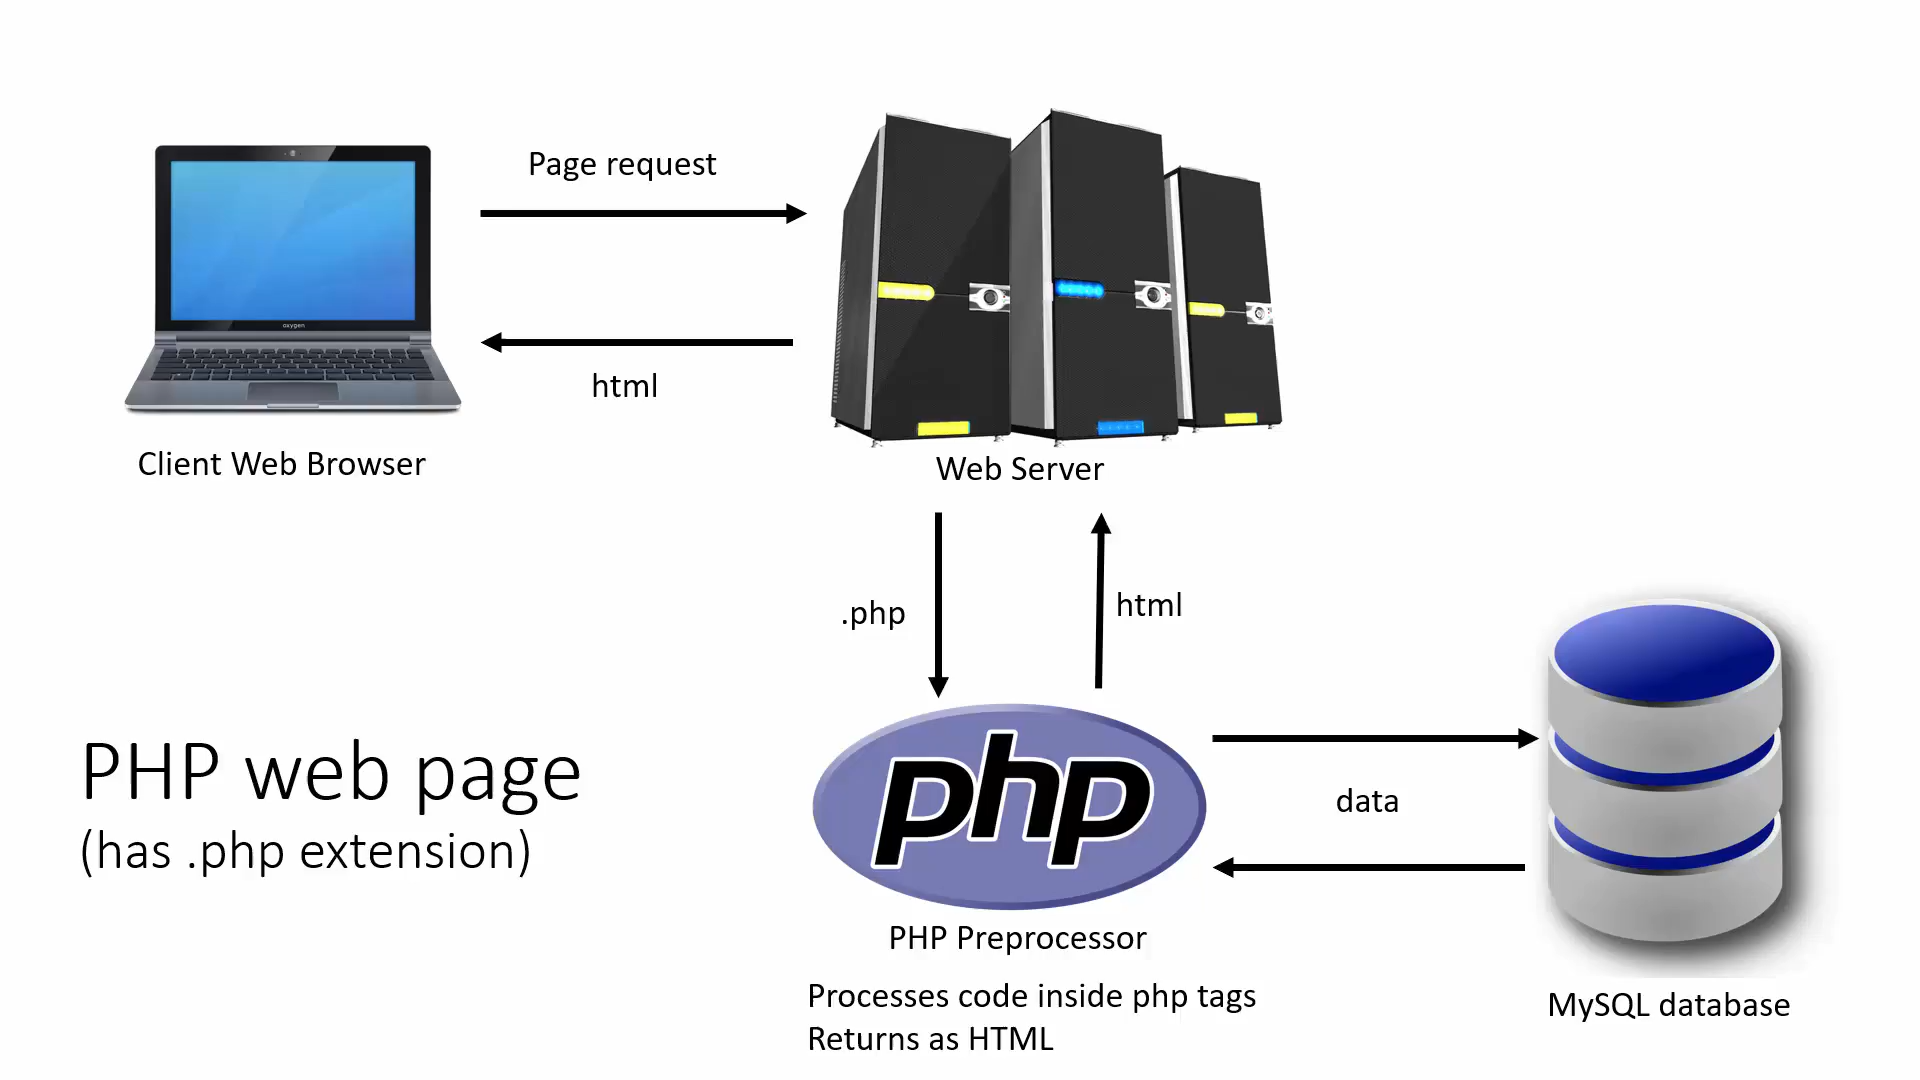 Page request
oxygen
html
Client Web Browser
Web Server
.php
html
PHP web page
(has .php extension)
php
data
PHP Preprocessor
Processes code inside php tags
Returns as HTML
MySQL database